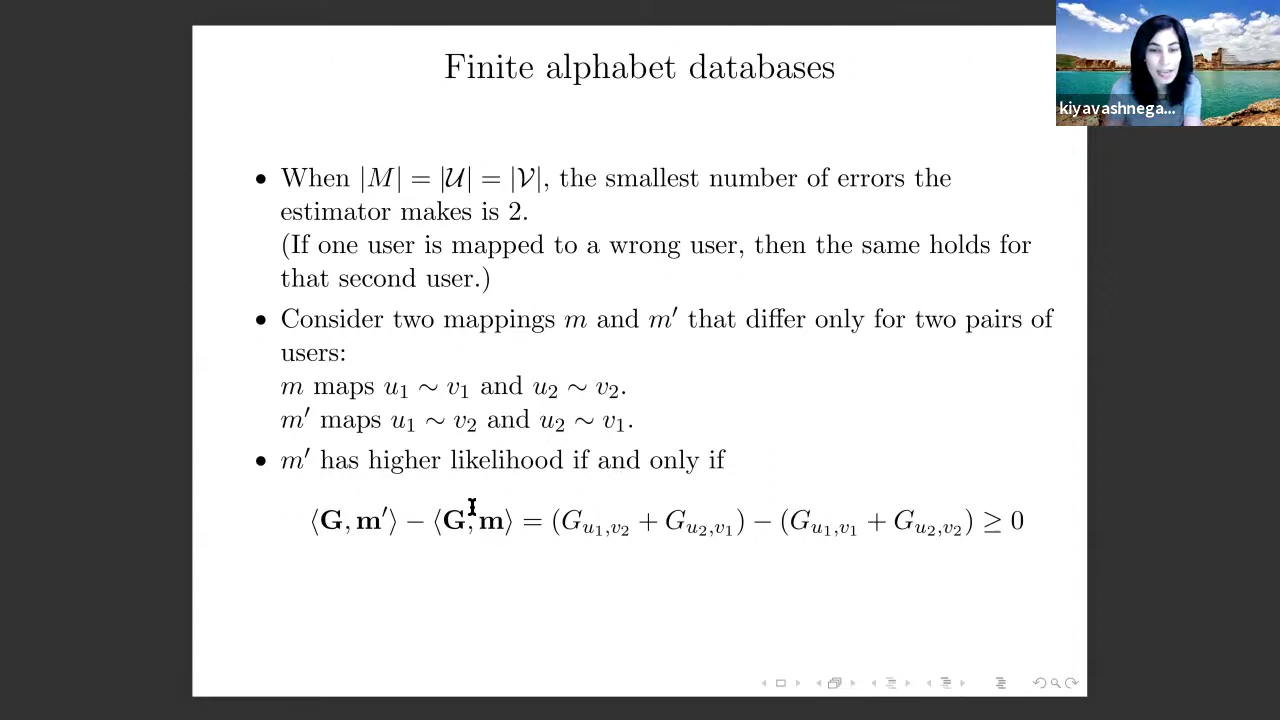 Finite alphabet databases
kiyavashnega...
• When |M| = |𝒰| = |𝒱|, the smallest number of errors the
estimator makes is 2.
(If one user is mapped to a wrong user, then the same holds for
that second user.)
• Consider two mappings m and m′ that differ only for two pairs of
users:
m maps u₁ ∼ v₁ and u₂ ∼ v₂.
m′ maps u₁ ∼ v₂ and u₂ ∼ v₁.
• m′ has higher likelihood if and only if
⟨G, m′⟩ − ⟨G, m⟩ = (G_{u₁,v₂} + G_{u₂,v₁}) − (G_{u₁,v₁} + G_{u₂,v₂}) ≥ 0